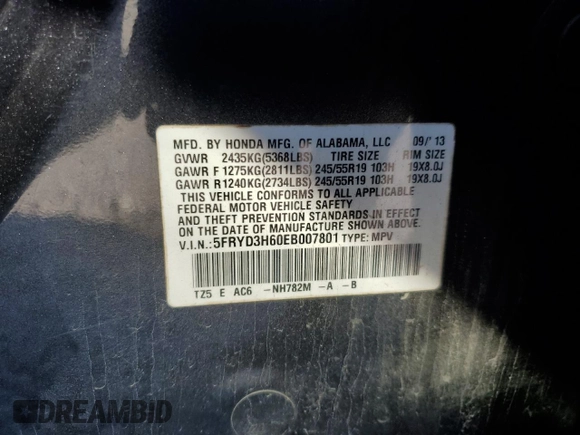 MFD. BY HONDA MFG. OF ALABAMA, LLC 09/'13
GVWR 2435KG(5368LBS) TIRE SIZE RIM SIZE
GAWR F 1275KG(2811LBS) 245/55R19 103H 19X8.0J
GAWR R1240KG(2734LBS) 245/55R19 103H 19X8.0J
THIS VEHICLE CONFORMS TO ALL APPLICABLE
FEDERAL MOTOR VEHICLE SAFETY
AND THEFT PREVENTION STANDARDS IN EFFECT
ON THE DATE OF MANUFACTURE SHOWN ABOVE.
V.I.N.: 5FRYD3H60EB007801 TYPE: MPV
TZ5 E AC6 -NH782M -A -B
DREAMBID